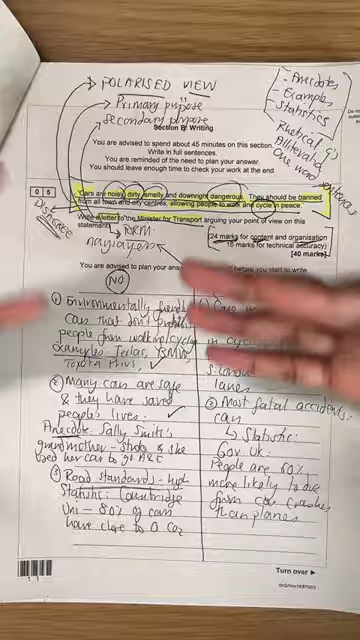 POLARISED VIEW
Primary purpose
Secondary purpose
- Anecdotes
- Examples
- Statistics
Rhetical q's
Alliteration
One word
sentence
Section B: Writing
You are advised to spend about 45 minutes on this section.
Write in full sentences.
You are reminded of the need to plan your answer.
You should leave enough time to check your work at the end.
0 5
'Cars are noisy, dirty, smelly and downright dangerous. They should be banned
from all town and city centres, allowing people to walk and cycle in peace.'
Disagree
Write a letter to the Minister for Transport arguing your point of view on this
statement.
FORM
(24 marks for content and organisation
16 marks for technical accuracy)
[40 marks]
You are advised to plan your answer before you start to write
NO
① Environmentally friendly
cars that don't
people from walking/cycling
Examples: Teslas, BMWs,
Toyota Prius,
② Many cars are safe
& they have saved
people's lives.
Anecdote: Sally Smith's
grandmother - stroke & she
used her car to go A&E
③ Road standards - high
Statistic: Cambridge
Uni - 80% of cars
have close to 0 CO2
lanes
② Most fatal accidents:
car
↳ Statistic:
Gov UK:
People are 60%
more likely to die
from car crashes
than planes
Turn over ►